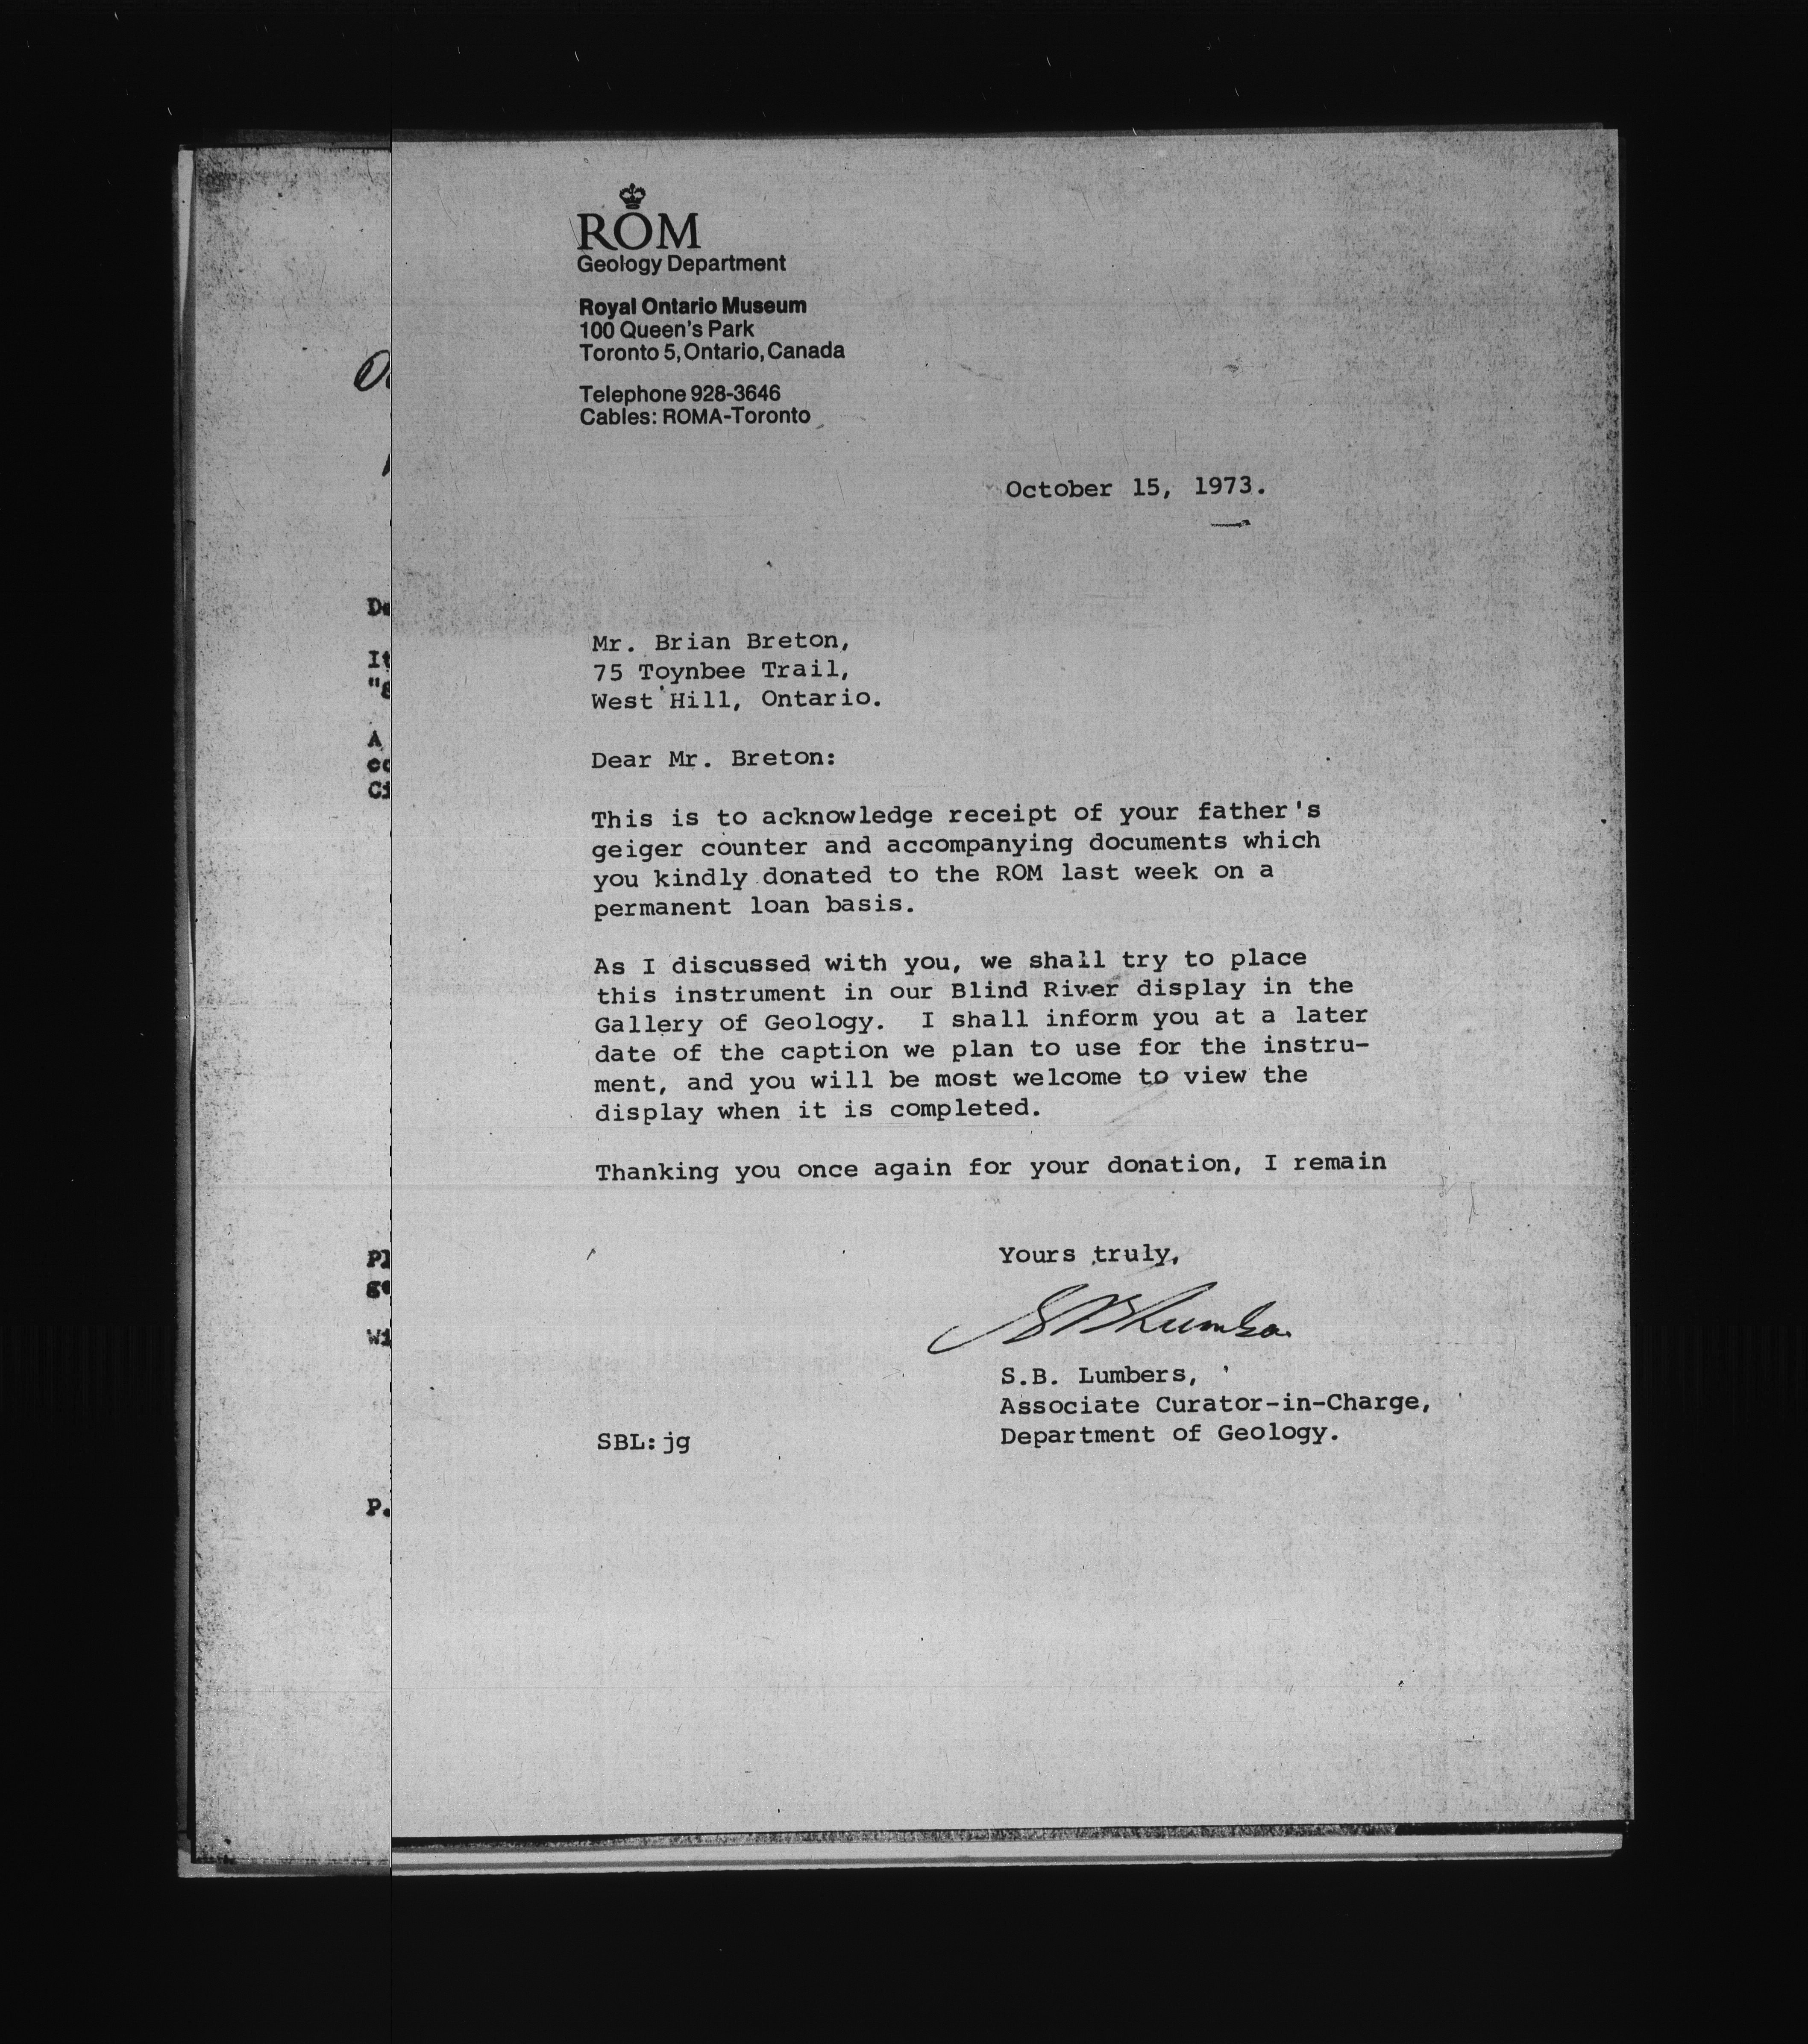 ROM
Geology Department
Royal Ontario Museum
100 Queen's Park
Toronto 5, Ontario, Canada
Telephone 928-3646
Cables: ROMA-Toronto
October 15, 1973.
Mr. Brian Breton,
75 Toynbee Trail,
West Hill, Ontario.
Dear Mr. Breton:
This is to acknowledge receipt of your father's
geiger counter and accompanying documents which
you kindly donated to the ROM last week on a
permanent loan basis.
As I discussed with you, we shall try to place
this instrument in our Blind River display in the
Gallery of Geology.  I shall inform you at a later
date of the caption we plan to use for the instru-
ment, and you will be most welcome to view the
display when it is completed.
Thanking you once again for your donation, I remain
Yours truly,
S.B. Lumbers,
Associate Curator-in-Charge,
Department of Geology.
SBL:jg